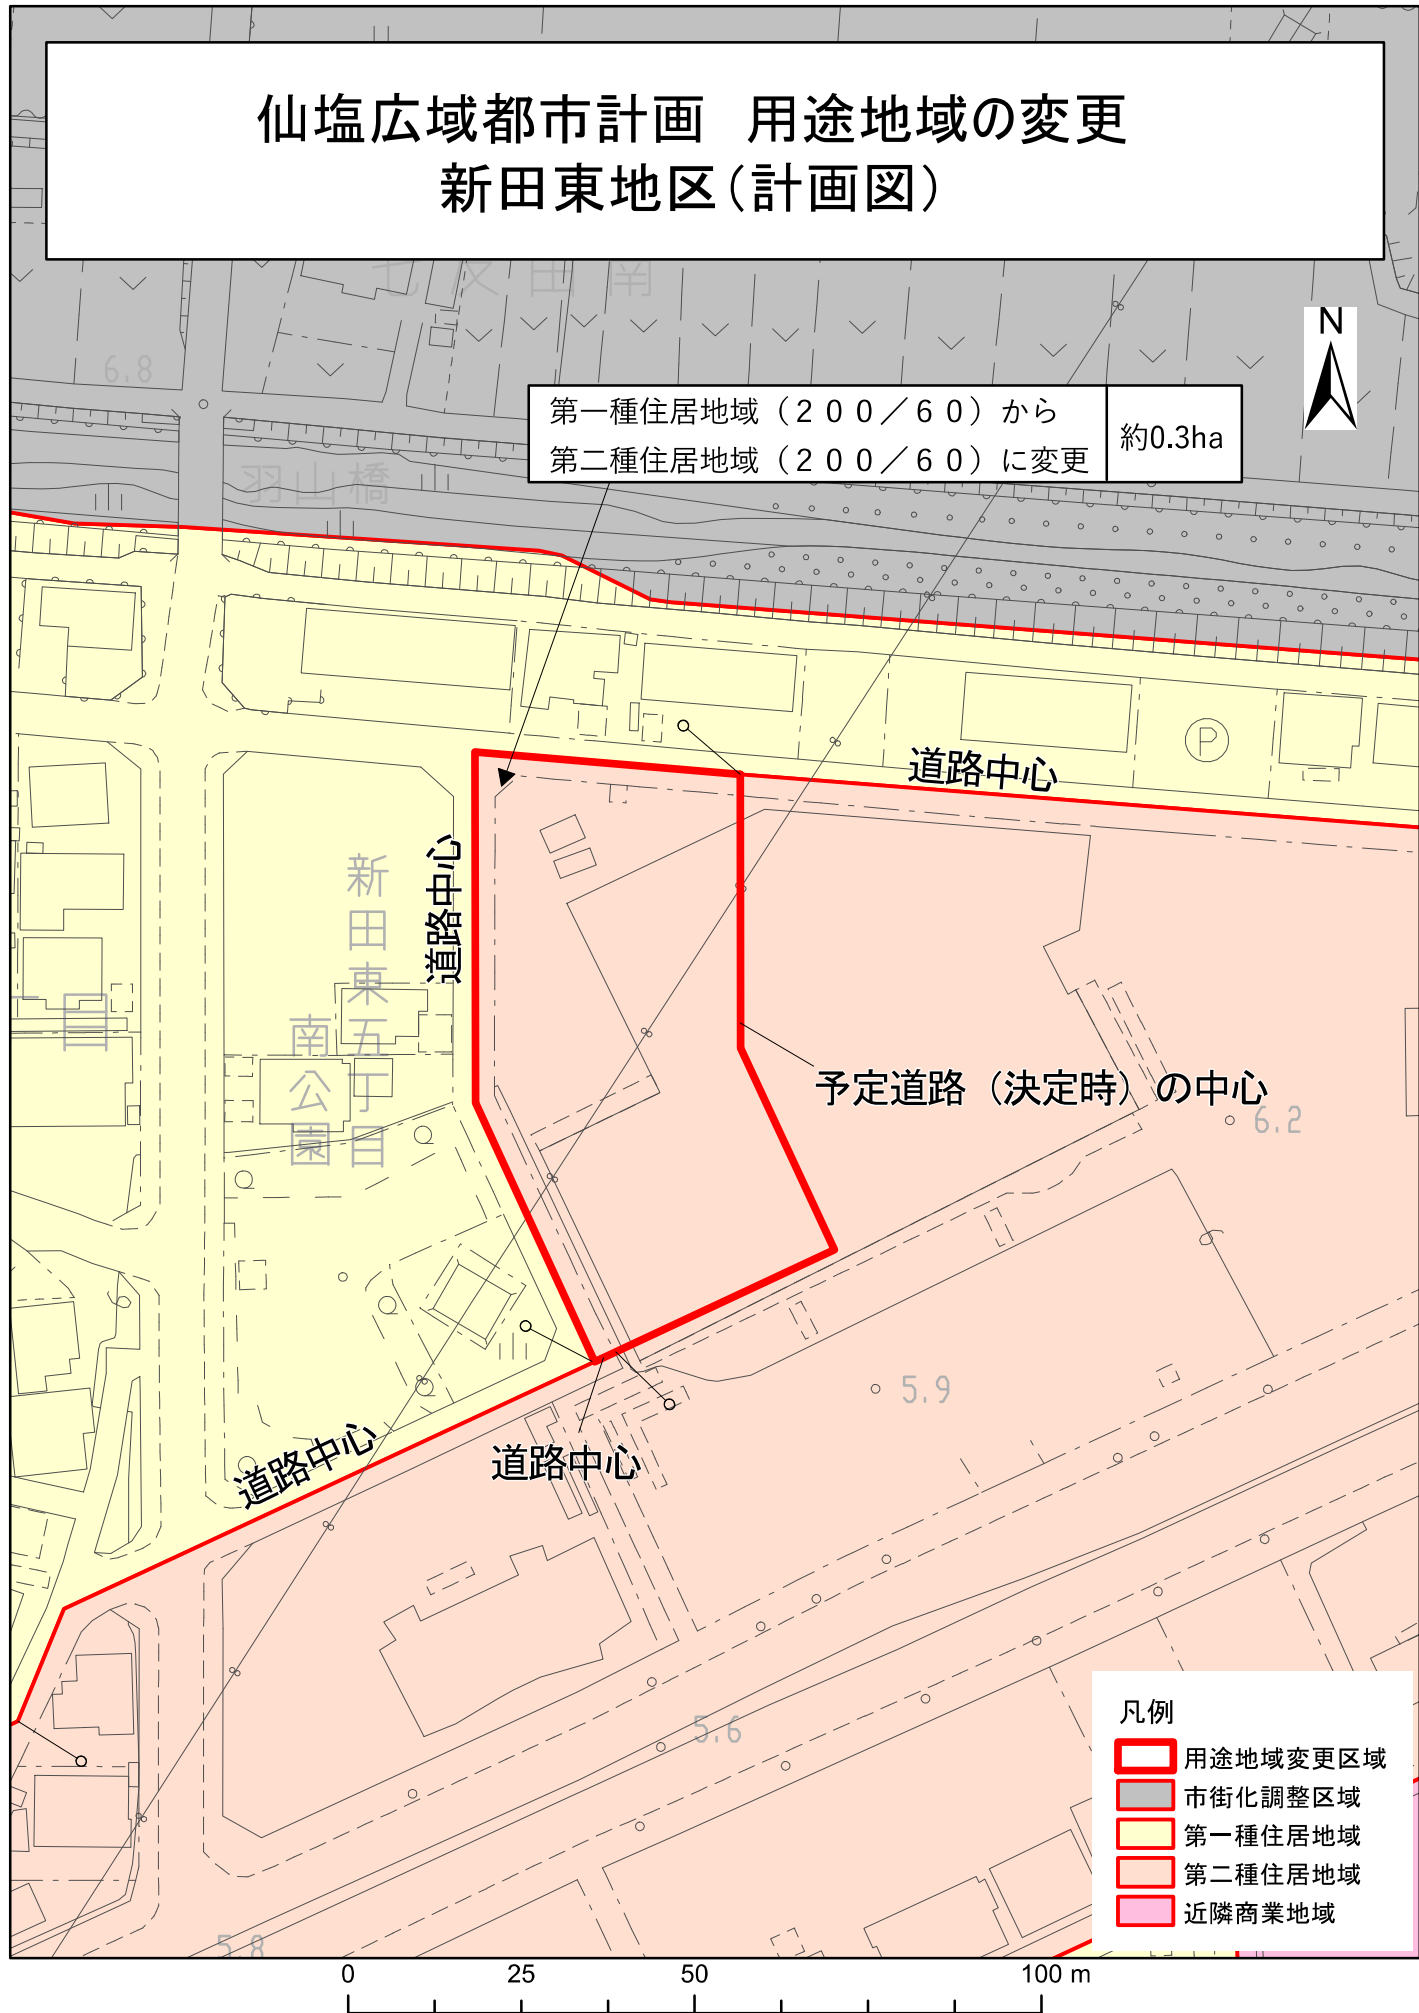 仙塩広域都市計画　用途地域の変更
新田東地区（計画図）
七反田南
N
6.8
第一種住居地域（２００／６０）から
第二種住居地域（２００／６０）に変更
約0.3ha
羽山橋
P
道路中心
道路中心
新田東五丁目
南公園
目
予定道路（決定時）の中心
6.2
5.9
道路中心
道路中心
5.6
5.8
凡例
用途地域変更区域
市街化調整区域
第一種住居地域
第二種住居地域
近隣商業地域
0 25 50 100 m